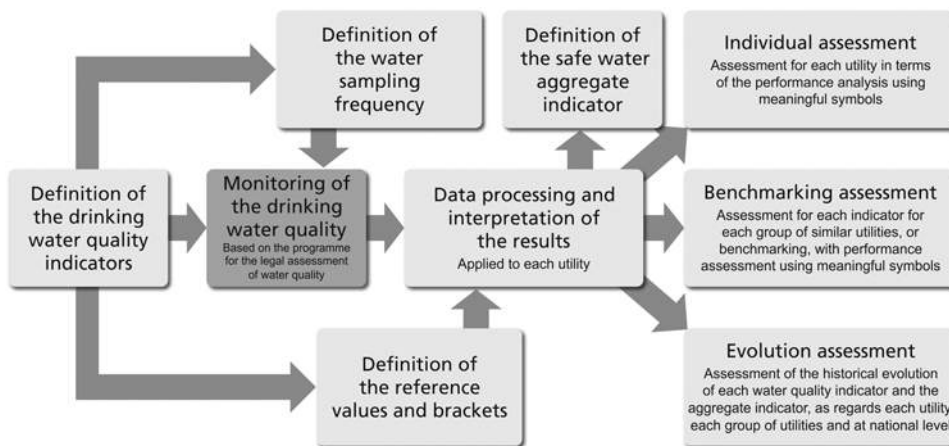 Definition of
the water
sampling
frequency
Definition of
the safe water
aggregate
indicator
Individual assessment
Assessment for each utility in terms
of the performance analysis using
meaningful symbols
Definition of
the drinking
water quality
indicators
Monitoring of
the drinking
water quality
Based on the programme
for the legal assessment
of water quality
Data processing and
interpretation of
the results
Applied to each utility
Benchmarking assessment
Assessment for each indicator for
each group of similar utilities, or
benchmarking, with performance
assessment using meaningful symbols
Definition of
the reference
values and brackets
Evolution assessment
Assessment of the historical evolution
of each water quality indicator and the
aggregate indicator, as regards each utility
each group of utilities and at national level